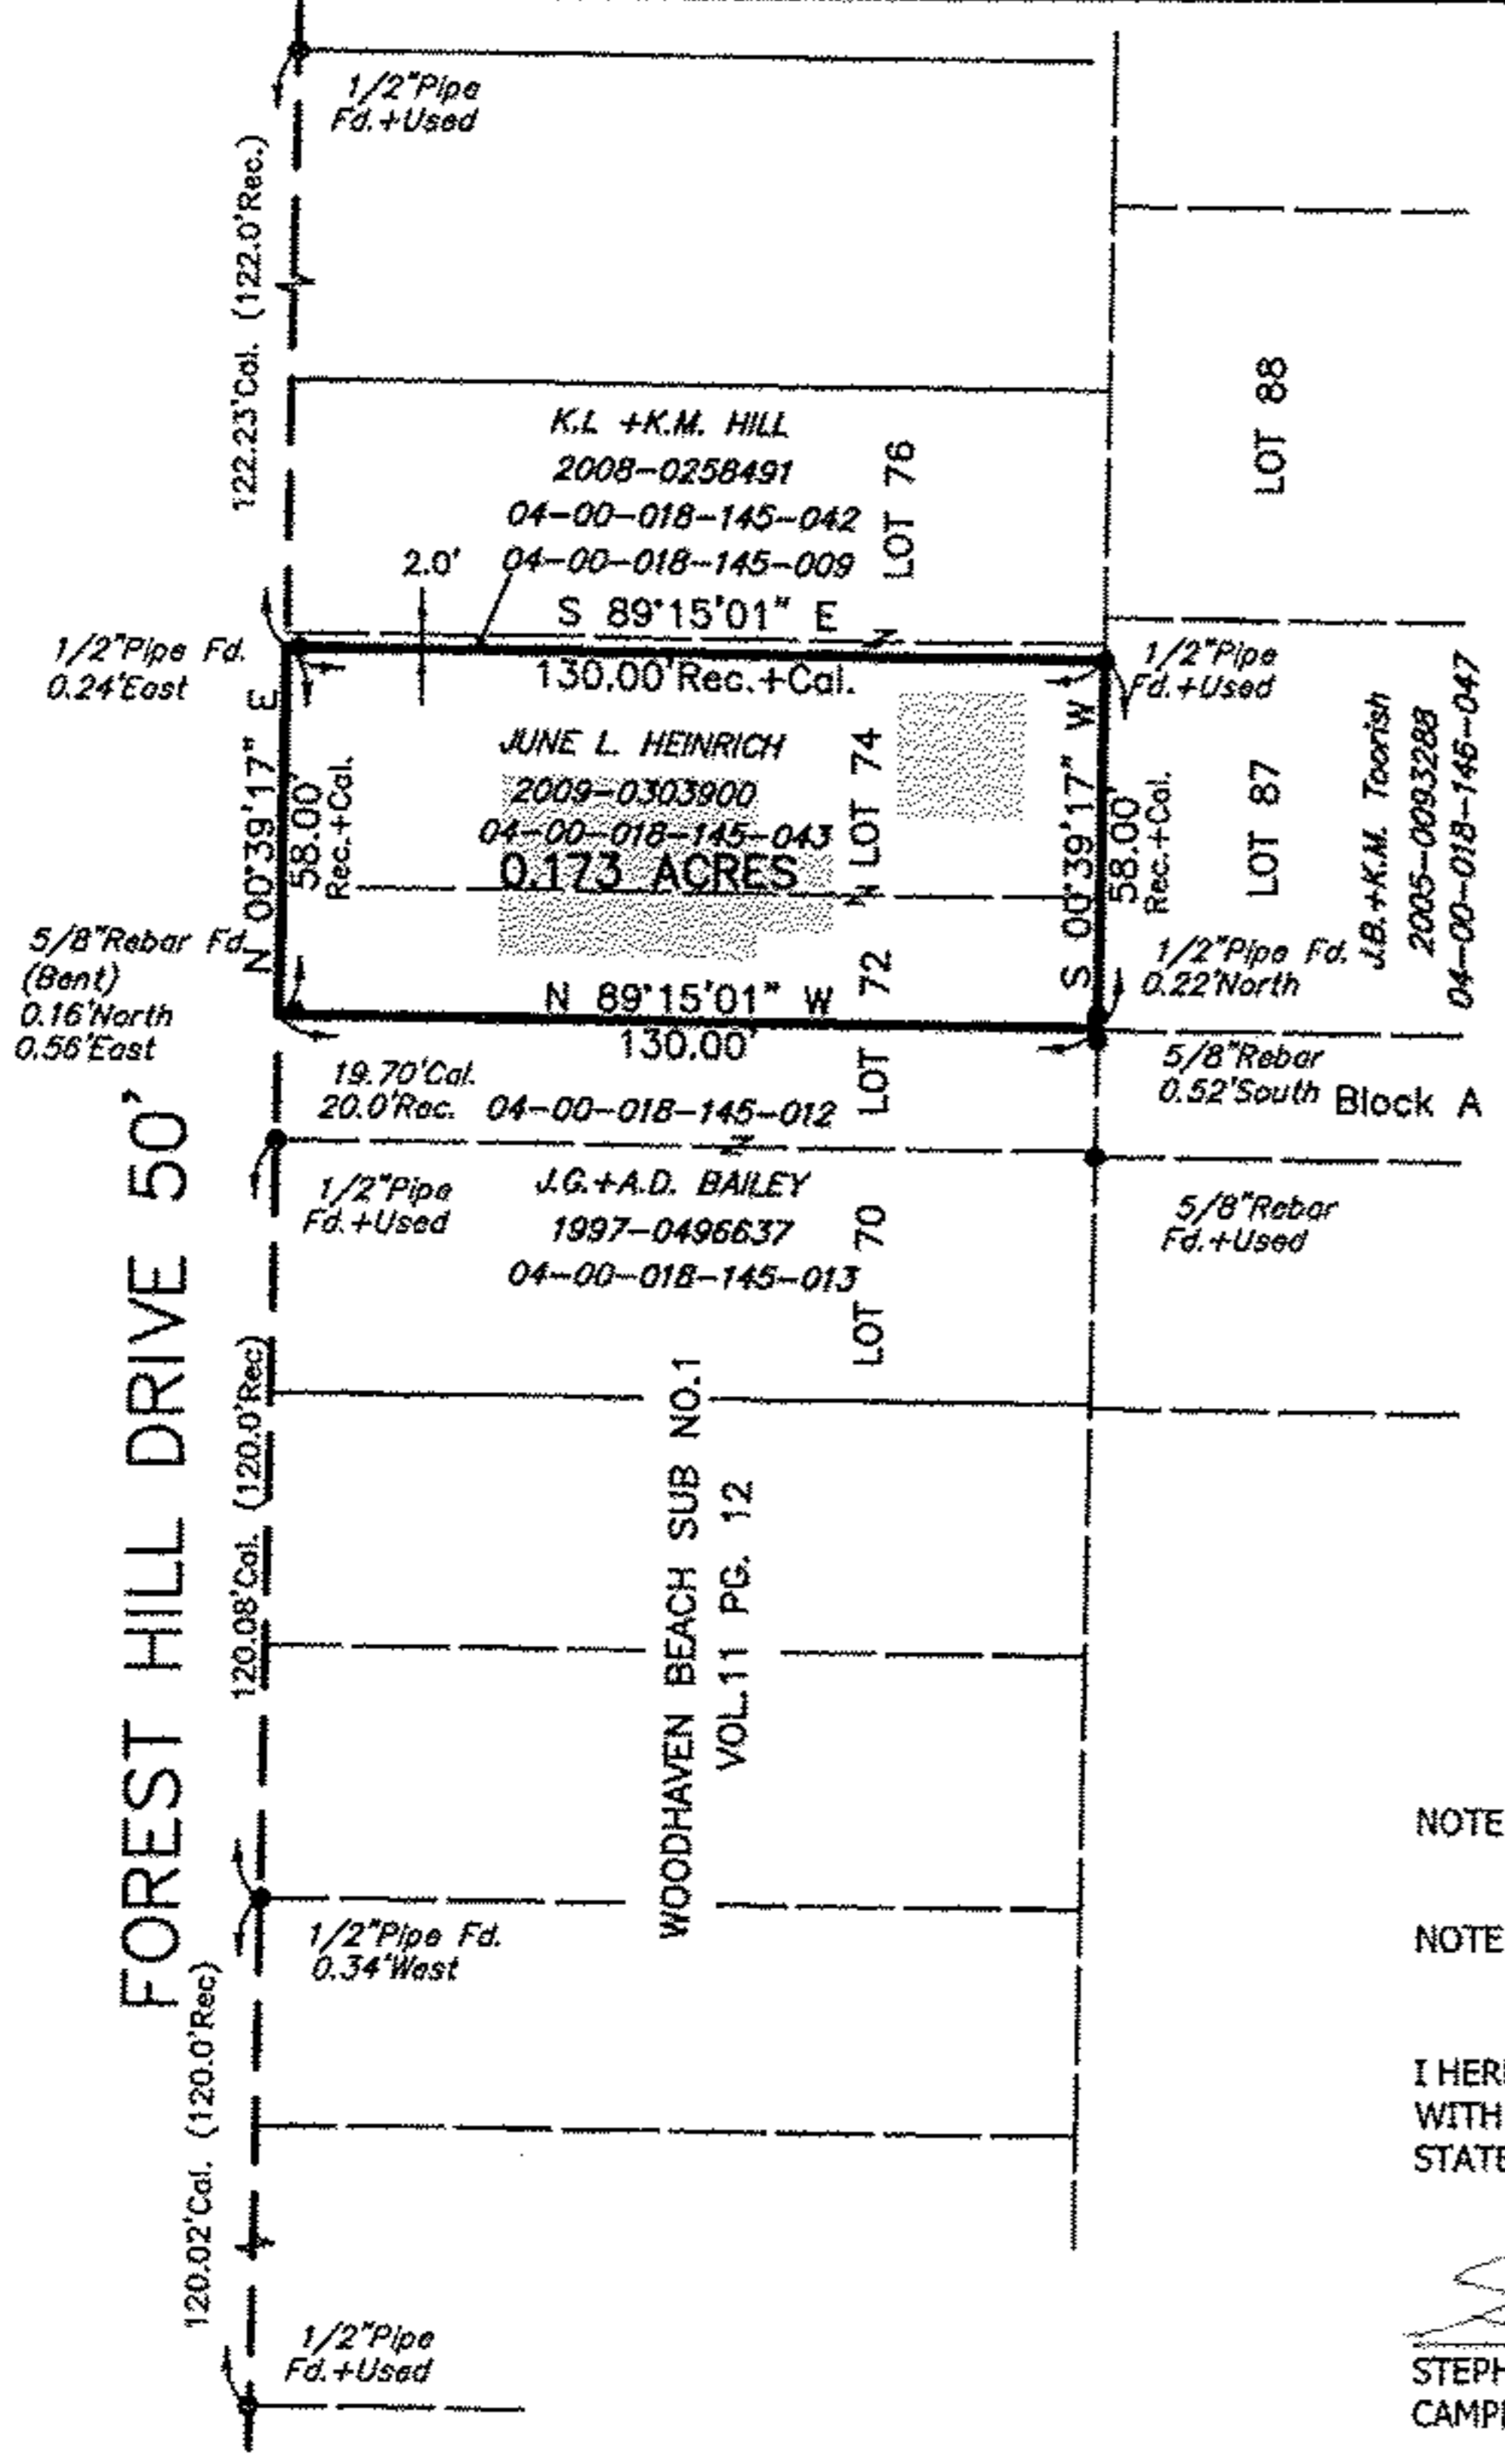 1/2"Pipe
Fd.+Used
122.23'Cal. (122.0'Rec.)
K.L +K.M. HILL
2008-0258491
04-00-018-145-042
04-00-018-145-009
LOT 76
LOT 88
2.0'
S 89°15'01" E
130.00'Rec.+Cal.
1/2"Pipe Fd.
0.24'East
1/2"Pipe
Fd.+Used
N 00°39'17" E
58.00'
Rec.+Cal.
JUNE L. HEINRICH
2009-0303900
04-00-018-145-043
0.173 ACRES
LOT 74
S 00°39'17" W
58.00'
Rec.+Cal.
LOT 87
J.B.+K.M. Toorish
2005-0093288
04-00-018-145-047
5/8"Rebar Fd.
(Bent)
0.16'North
0.56'East
N 89°15'01" W
130.00'
LOT 72
1/2"Pipe Fd.
0.22'North
5/8"Rebar
0.52'South
Block A
19.70'Cal.
20.0'Rec.
04-00-018-145-012
1/2"Pipe
Fd.+Used
J.G.+A.D. BAILEY
1997-0496637
04-00-018-145-013
LOT 70
5/8"Rebar
Fd.+Used
FOREST HILL DRIVE 50'
120.08'Cal. (120.0'Rec)
WOODHAVEN BEACH SUB NO.1
VOL.11 PG. 12
1/2"Pipe Fd.
0.34'West
120.02'Cal. (120.0'Rec)
1/2"Pipe
Fd.+Used
NOTE
NOTE
I HER
WITH
STATE
STEPH
CAMP